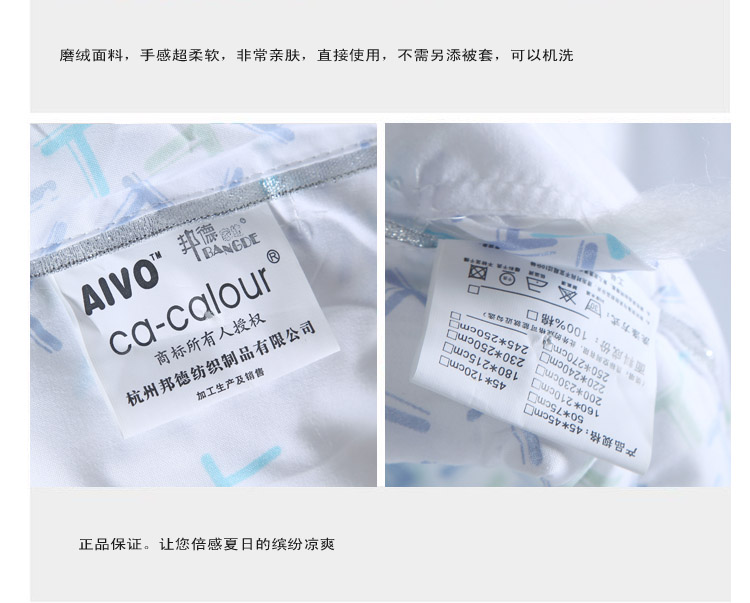 磨绒面料，手感超柔软，非常亲肤，直接使用，不需另添被套，可以机洗
AIVO™
邦德
BANGDE
ca-calour®
商标所有人授权
杭州邦德纺织制品有限公司
加工生产及销售
产品规格：45*45cm
50*75cm
160*210cm
200*230cm
220*240cm
250*270cm
45*120cm
180*215cm
230*250cm
245*250cm
100%棉
洗涤方式：
正品保证。让您倍感夏日的缤纷凉爽